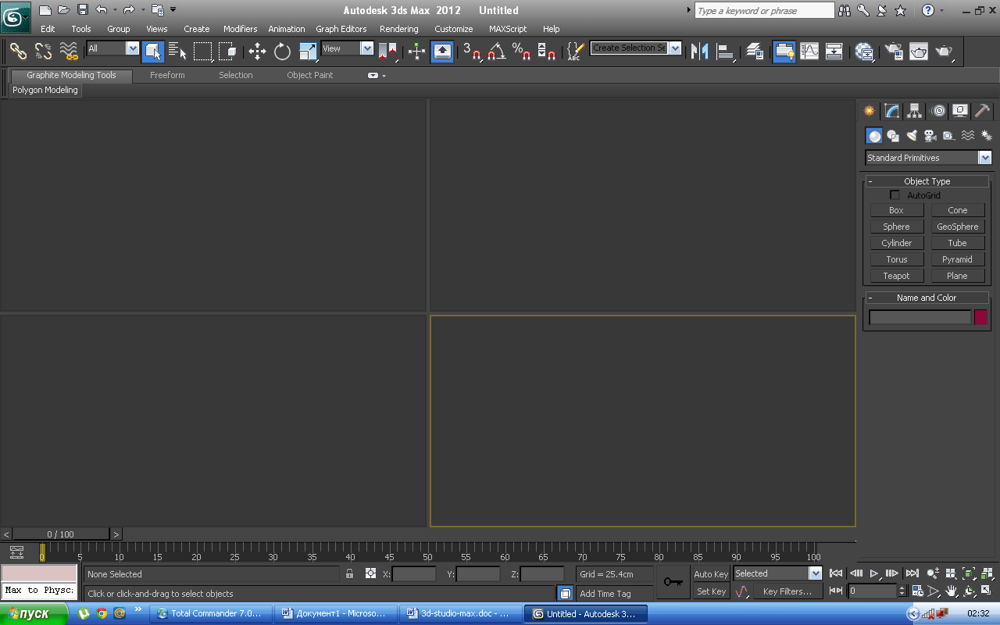 Autodesk 3ds Max 2012 Untitled
Type a keyword or phrase
Edit Tools Group Views Create Modifiers Animation Graph Editors Rendering Customize MAXScript Help
All View 3 % ABC Create Selection Se
Graphite Modeling Tools Freeform Selection Object Paint
Polygon Modeling
Standard Primitives
- Object Type
AutoGrid
Box Cone
Sphere GeoSphere
Cylinder Tube
Torus Pyramid
Teapot Plane
- Name and Color
< 0 / 100 >
0 5 10 15 20 25 30 35 40 45 50 55 60 65 70 75 80 85 90 95 100
None Selected X: Y: Z: Grid = 25.4cm Auto Key Selected
Max to Physc: Click or click-and-drag to select objects Add Time Tag Set Key Key Filters... 0
пуск Total Commander 7.0... Документ1 - Microso... 3d-studio-max.doc - ... Untitled - Autodesk 3... 02:32